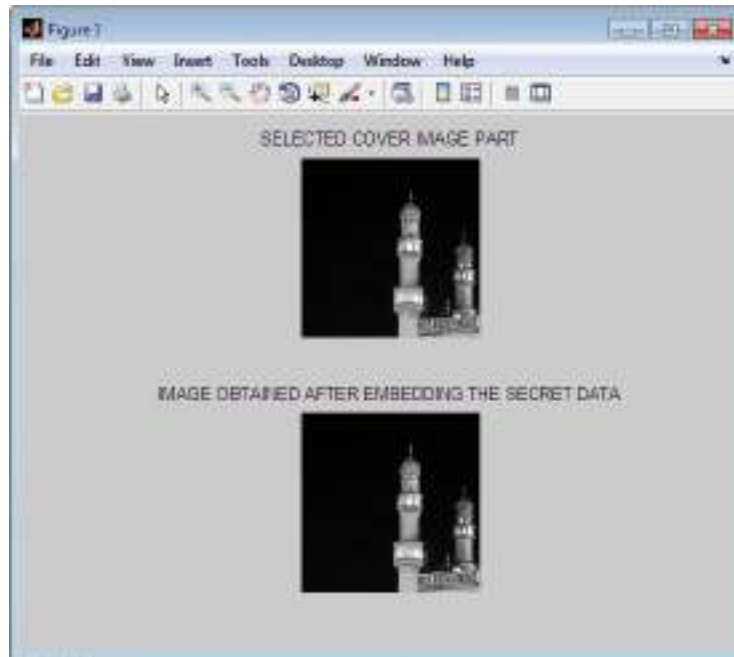 Figure 1
File Edit View Insert Tools Desktop Window Help
SELECTED COVER IMAGE PART
IMAGE OBTAINED AFTER EMBEDDING THE SECRET DATA